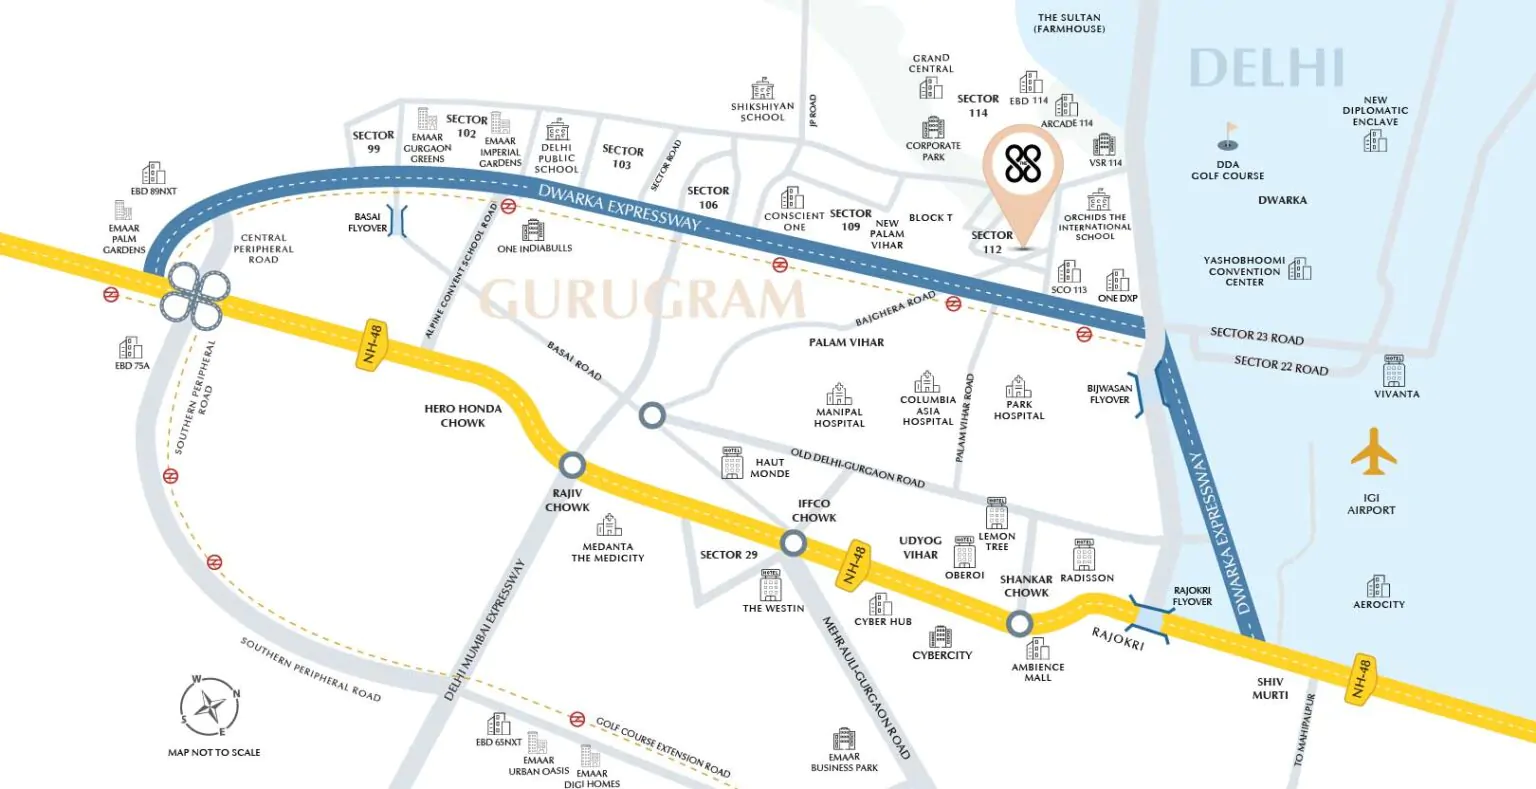 THE SULTAN
(FARMHOUSE)
DELHI
GRAND
CENTRAL
SECTOR
114
EBD 114
ARCADE 114
NEW
DIPLOMATIC
ENCLAVE
SHIKSHIYAN
SCHOOL
JP ROAD
SECTOR
99
EMAAR
GURGAON
GREENS
SECTOR
102
EMAAR
IMPERIAL
GARDENS
DELHI
PUBLIC
SCHOOL
SECTOR
103
SECTOR ROAD
CORPORATE
PARK
VSR 114
DDA
GOLF COURSE
DWARKA
EBD 89NXT
EMAAR
PALM
GARDENS
BASAI
FLYOVER
DWARKA EXPRESSWAY
SECTOR
106
CONSCIENT
ONE
SECTOR
109
NEW
PALAM
VIHAR
BLOCK T
SECTOR
112
ORCHIDS THE
INTERNATIONAL
SCHOOL
CENTRAL
PERIPHERAL
ROAD
ALPINE CONVENT SCHOOL ROAD
ONE INDIABULLS
GURUGRAM
SCO 113
ONE DXP
YASHOBHOOMI
CONVENTION
CENTER
BAJGHERA ROAD
PALAM VIHAR
SECTOR 23 ROAD
SECTOR 22 ROAD
EBD 75A
NH-48
BASAI ROAD
SOUTHERN PERIPHERAL
ROAD
HERO HONDA
CHOWK
MANIPAL
HOSPITAL
COLUMBIA
ASIA
HOSPITAL
PALAM VIHAR ROAD
PARK
HOSPITAL
BIJWASAN
FLYOVER
HOTEL
VIVANTA
HOTEL
HAUT
MONDE
OLD DELHI-GURGAON ROAD
DWARKA EXPRESSWAY
IGI
AIRPORT
RAJIV
CHOWK
IFFCO
CHOWK
MEDANTA
THE MEDICITY
SECTOR 29
HOTEL
THE WESTIN
NH-48
UDYOG
VIHAR
HOTEL
OBEROI
HOTEL
LEMON
TREE
SHANKAR
CHOWK
HOTEL
RADISSON
RAJOKRI
FLYOVER
AEROCITY
CYBER HUB
CYBERCITY
AMBIENCE
MALL
RAJOKRI
SHIV
MURTI
NH-48
DELHI MUMBAI EXPRESSWAY
MEHRAULI-GURGAON ROAD
SOUTHERN PERIPHERAL ROAD
W
N
S
E
MAP NOT TO SCALE
EBD 65NXT
EMAAR
URBAN OASIS
EMAAR
DIGI HOMES
GOLF COURSE EXTENSION ROAD
EMAAR
BUSINESS PARK
TO MAHIPALPUR